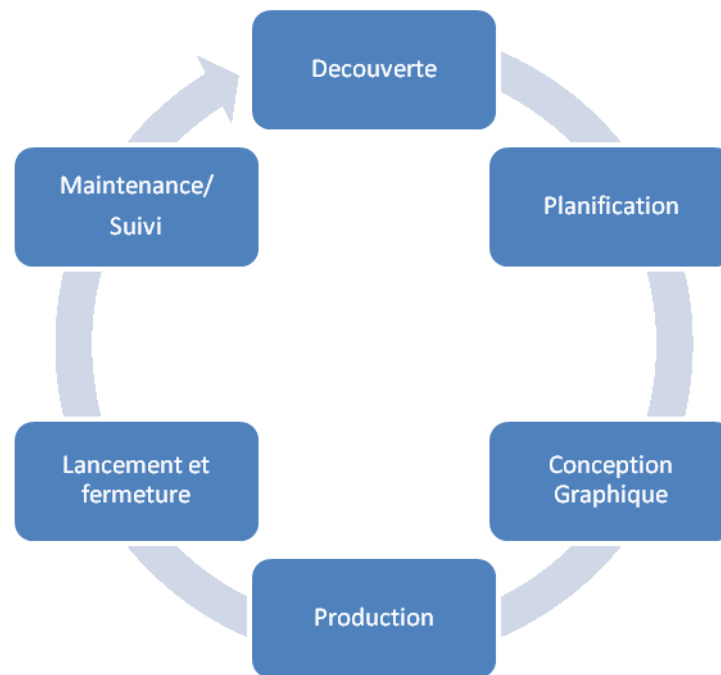 Decouverte
Planification
Conception
Graphique
Production
Lancement et
fermeture
Maintenance/
Suivi